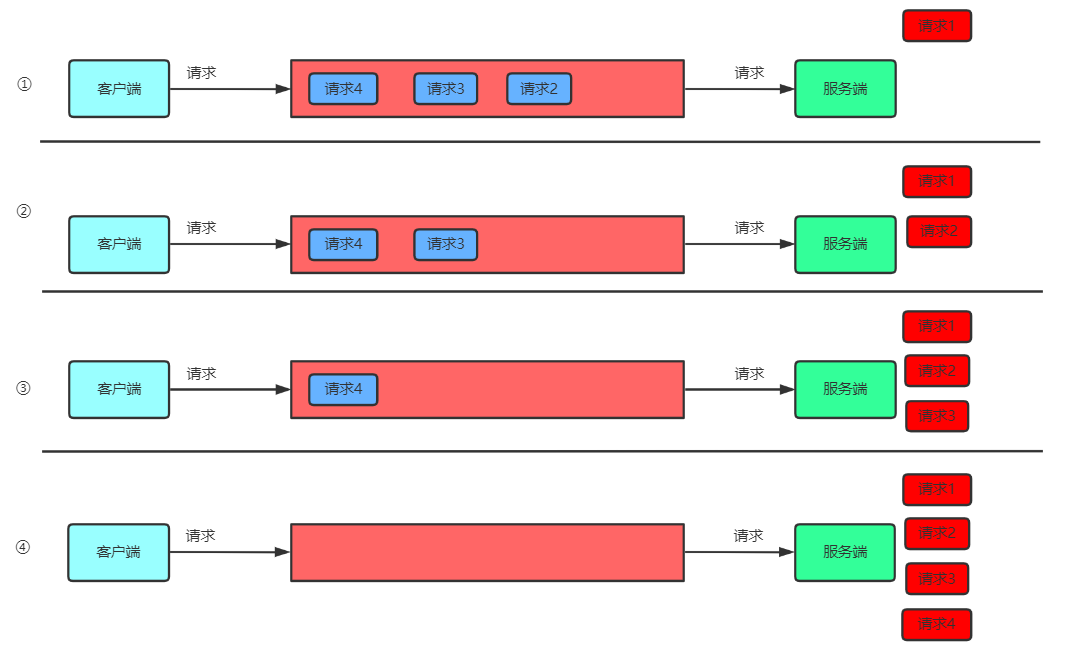 请求1
① 客户端 请求 请求4 请求3 请求2 请求 服务端
请求1
② 客户端 请求 请求4 请求3 请求 服务端 请求2
请求1
请求2
③ 客户端 请求 请求4 请求 服务端
请求3
请求1
请求2
④ 客户端 请求 请求 服务端
请求3
请求4